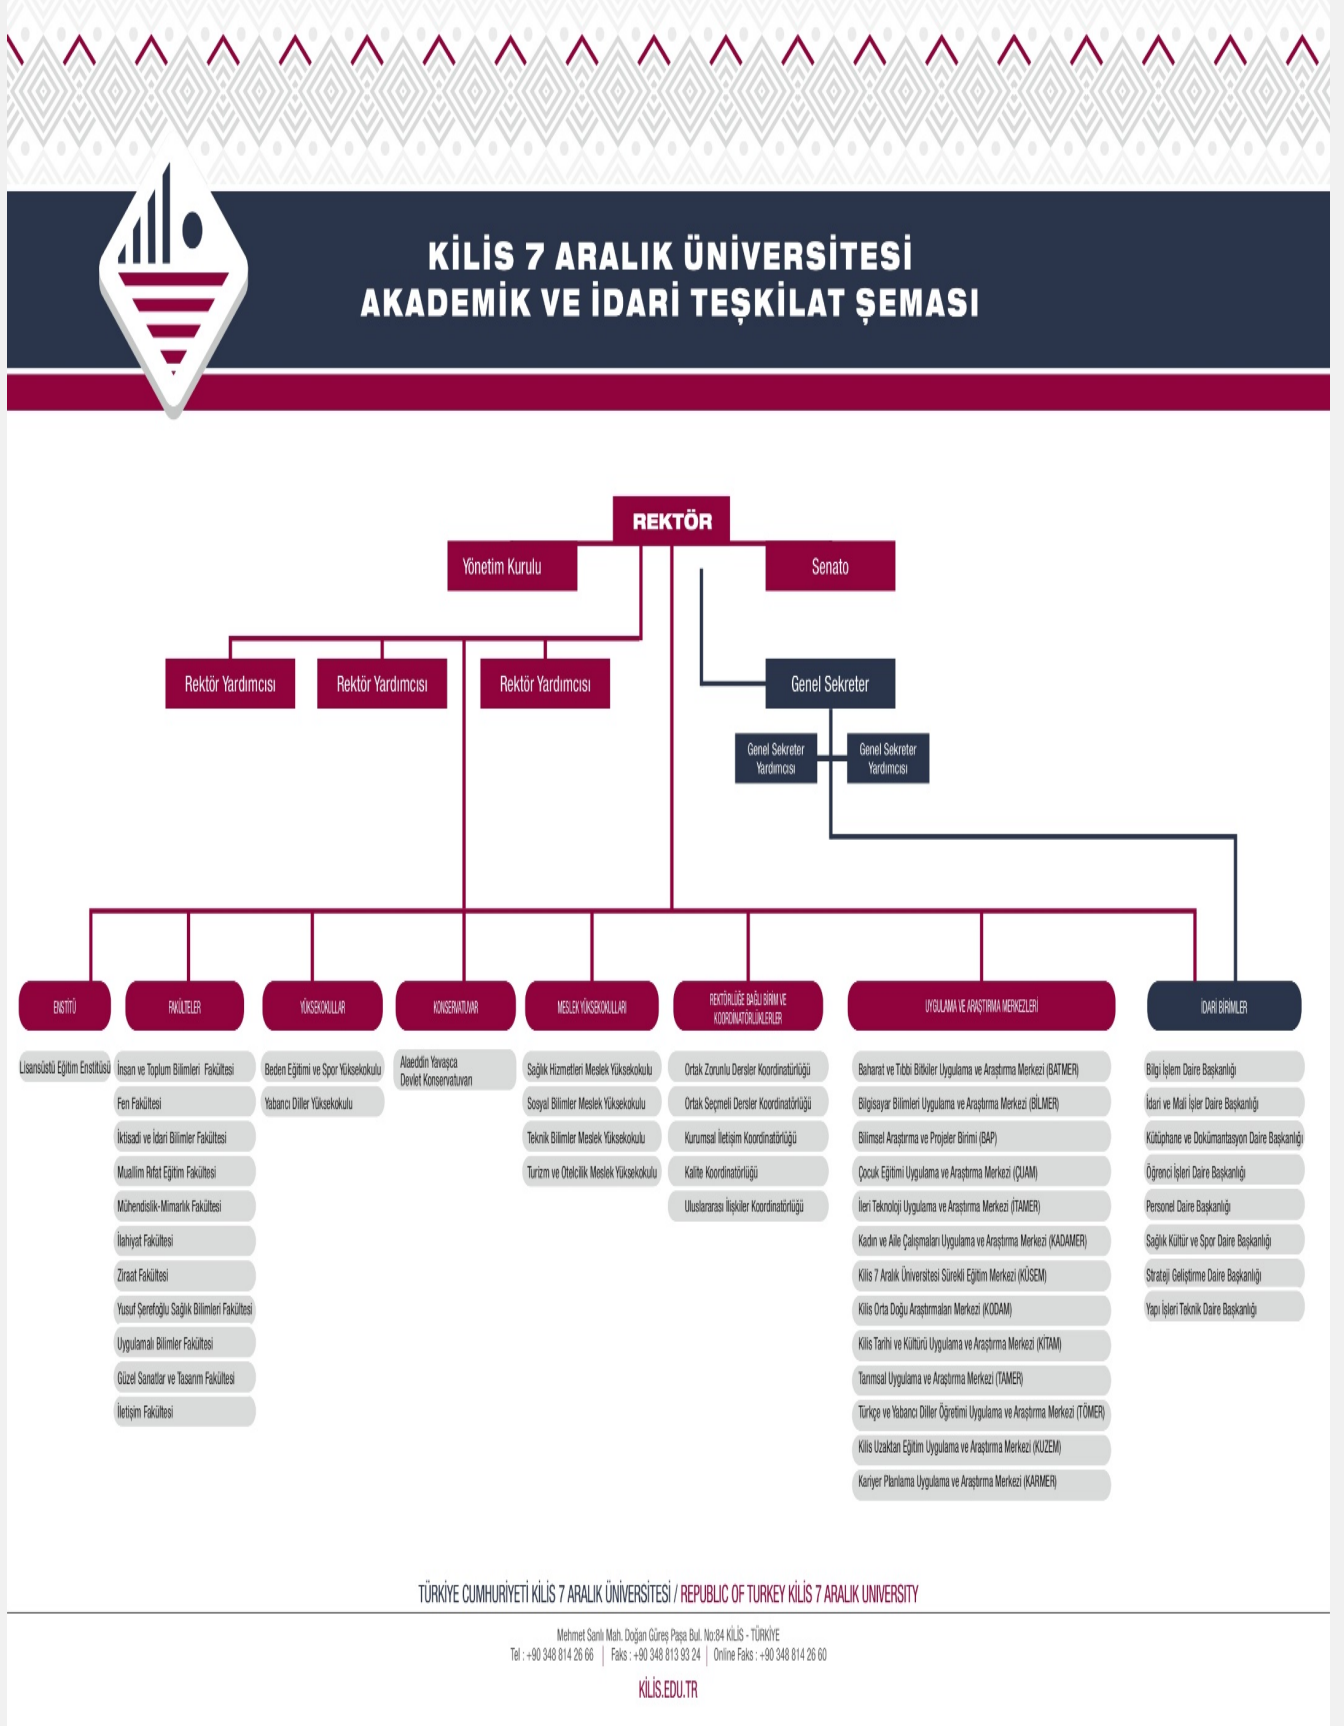 KİLİS 7 ARALIK ÜNİVERSİTESİ
AKADEMİK VE İDARİ TEŞKİLAT ŞEMASI
REKTÖR
Yönetim Kurulu
Senato
Rektör Yardımcısı
Rektör Yardımcısı
Rektör Yardımcısı
Genel Sekreter
Genel Sekreter
Yardımcısı
Genel Sekreter
Yardımcısı
ENSTİTÜ
Lisansüstü Eğitim Enstitüsü
FAKÜLTELER
İnsan ve Toplum Bilimleri Fakültesi
Fen Fakültesi
İktisadi ve İdari Bilimler Fakültesi
Muallim Rıfat Eğitim Fakültesi
Mühendislik-Mimarlık Fakültesi
İlahiyat Fakültesi
Ziraat Fakültesi
Yusuf Şerefoğlu Sağlık Bilimleri Fakültesi
Uygulamalı Bilimler Fakültesi
Güzel Sanatlar ve Tasarım Fakültesi
İletişim Fakültesi
YÜKSEKOKULLAR
Beden Eğitimi ve Spor Yüksekokulu
Yabancı Diller Yüksekokulu
KONSERVATUVAR
Alaeddin Yavaşca
Devlet Konservatuvarı
MESLEK YÜKSEKOKULLARI
Sağlık Hizmetleri Meslek Yüksekokulu
Sosyal Bilimler Meslek Yüksekokulu
Teknik Bilimler Meslek Yüksekokulu
Turizm ve Otelcilik Meslek Yüksekokulu
REKTÖRLÜĞE BAĞLI BİRİM VE
KOORDİNATÖRLÜKLERLER
Ortak Zorunlu Dersler Koordinatürlüğü
Ortak Seçmeli Dersler Koordinatörlüğü
Kurumsal İletişim Koordinatörlüğü
Kalite Koordinatörlüğü
Uluslararası İlişkiler Koordinatörlüğü
UYGULAMA VE ARAŞTIRMA MERKEZLERİ
Baharat ve Tıbbi Bitkiler Uygulama ve Araştırma Merkezi (BATMER)
Bilgisayar Bilimleri Uygulama ve Araştırma Merkezi (BİLMER)
Bilimsel Araştırma ve Projeler Birimi (BAP)
Çocuk Eğitimi Uygulama ve Araştırma Merkezi (ÇUAM)
İleri Teknoloji Uygulama ve Araştırma Merkezi (İTAMER)
Kadın ve Aile Çalışmaları Uygulama ve Araştırma Merkezi (KADAMER)
Kilis 7 Aralık Üniversitesi Sürekli Eğitim Merkezi (KÜSEM)
Kilis Orta Doğu Araştırmaları Merkezi (KODAM)
Kilis Tarihi ve Kültürü Uygulama ve Araştırma Merkezi (KİTAM)
Tarımsal Uygulama ve Araştırma Merkezi (TAMER)
Türkçe ve Yabancı Diller Öğretimi Uygulama ve Araştırma Merkezi (TÖMER)
Kilis Uzaktan Eğitim Uygulama ve Araştırma Merkezi (KUZEM)
Kariyer Planlama Uygulama ve Araştırma Merkezi (KARMER)
İDARİ BİRİMLER
Bilgi İşlem Daire Başkanlığı
İdari ve Mali İşler Daire Başkanlığı
Kütüphane ve Dokümantasyon Daire Başkanlığı
Öğrenci İşleri Daire Başkanlığı
Personel Daire Başkanlığı
Sağlık Kültür ve Spor Daire Başkanlığı
Strateji Geliştirme Daire Başkanlığı
Yapı İşleri Teknik Daire Başkanlığı
TÜRKİYE CUMHURİYETİ KİLİS 7 ARALIK ÜNİVERSİTESİ / REPUBLIC OF TURKEY KİLİS 7 ARALIK UNIVERSITY
Mehmet Sanlı Mah. Doğan Güreş Paşa Bul. No:84 KİLİS - TÜRKİYE
Tel : +90 348 814 26 66 | Faks : +90 348 813 93 24 | Online Faks : +90 348 814 26 60
KİLİS.EDU.TR